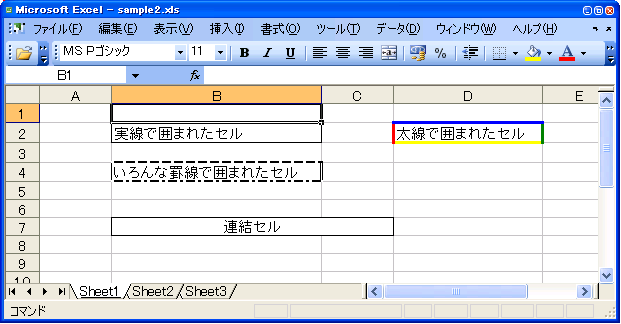 Microsoft Excel - sample2.xls
ファイル(F) 編集(E) 表示(V) 挿入(I) 書式(O) ツール(T) データ(D) ウィンドウ(W) ヘルプ(H)
MS Pゴシック 11 B
B1 fx
A B C D E
1
2 実線で囲まれたセル 太線で囲まれたセル
3
4 いろんな罫線で囲まれたセル
5
6
7 連結セル
8
9
10
Sheet1 Sheet2 Sheet3
コマンド